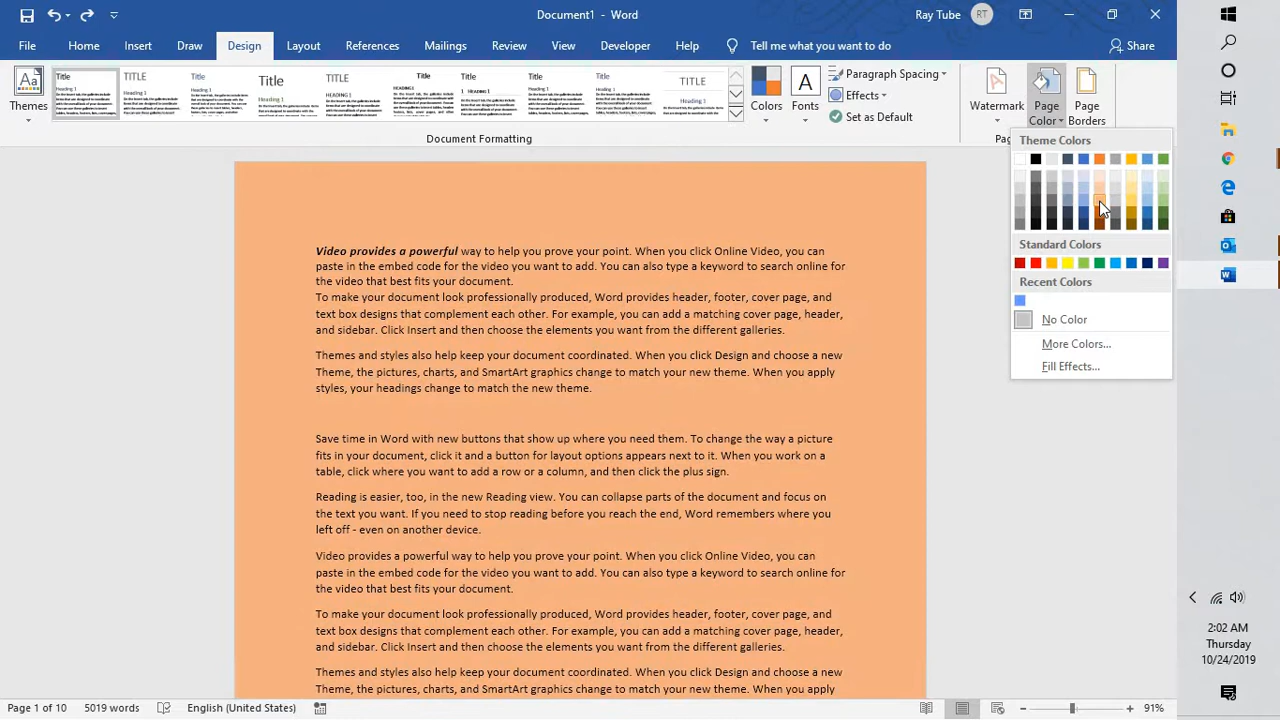 Document1 - Word
Ray Tube RT
File Home Insert Draw Design Layout References Mailings Review View Developer Help Tell me what you want to do Share
Themes
Colors
Fonts
Paragraph Spacing
Effects
Set as Default
Watermark
Page Color
Page Borders
Document Formatting
Theme Colors
Standard Colors
Recent Colors
No Color
More Colors...
Fill Effects...
Video provides a powerful way to help you prove your point. When you click Online Video, you can
paste in the embed code for the video you want to add. You can also type a keyword to search online for
the video that best fits your document.
To make your document look professionally produced, Word provides header, footer, cover page, and
text box designs that complement each other. For example, you can add a matching cover page, header,
and sidebar. Click Insert and then choose the elements you want from the different galleries.
Themes and styles also help keep your document coordinated. When you click Design and choose a new
Theme, the pictures, charts, and SmartArt graphics change to match your new theme. When you apply
styles, your headings change to match the new theme.
Save time in Word with new buttons that show up where you need them. To change the way a picture
fits in your document, click it and a button for layout options appears next to it. When you work on a
table, click where you want to add a row or a column, and then click the plus sign.
Reading is easier, too, in the new Reading view. You can collapse parts of the document and focus on
the text you want. If you need to stop reading before you reach the end, Word remembers where you
left off - even on another device.
Video provides a powerful way to help you prove your point. When you click Online Video, you can
paste in the embed code for the video you want to add. You can also type a keyword to search online for
the video that best fits your document.
To make your document look professionally produced, Word provides header, footer, cover page, and
text box designs that complement each other. For example, you can add a matching cover page, header,
and sidebar. Click Insert and then choose the elements you want from the different galleries.
Themes and styles also help keep your document coordinated. When you click Design and choose a new
Theme, the pictures, charts, and SmartArt graphics change to match your new theme. When you apply
Page 1 of 10 5019 words English (United States) 91%
2:02 AM
Thursday
10/24/2019